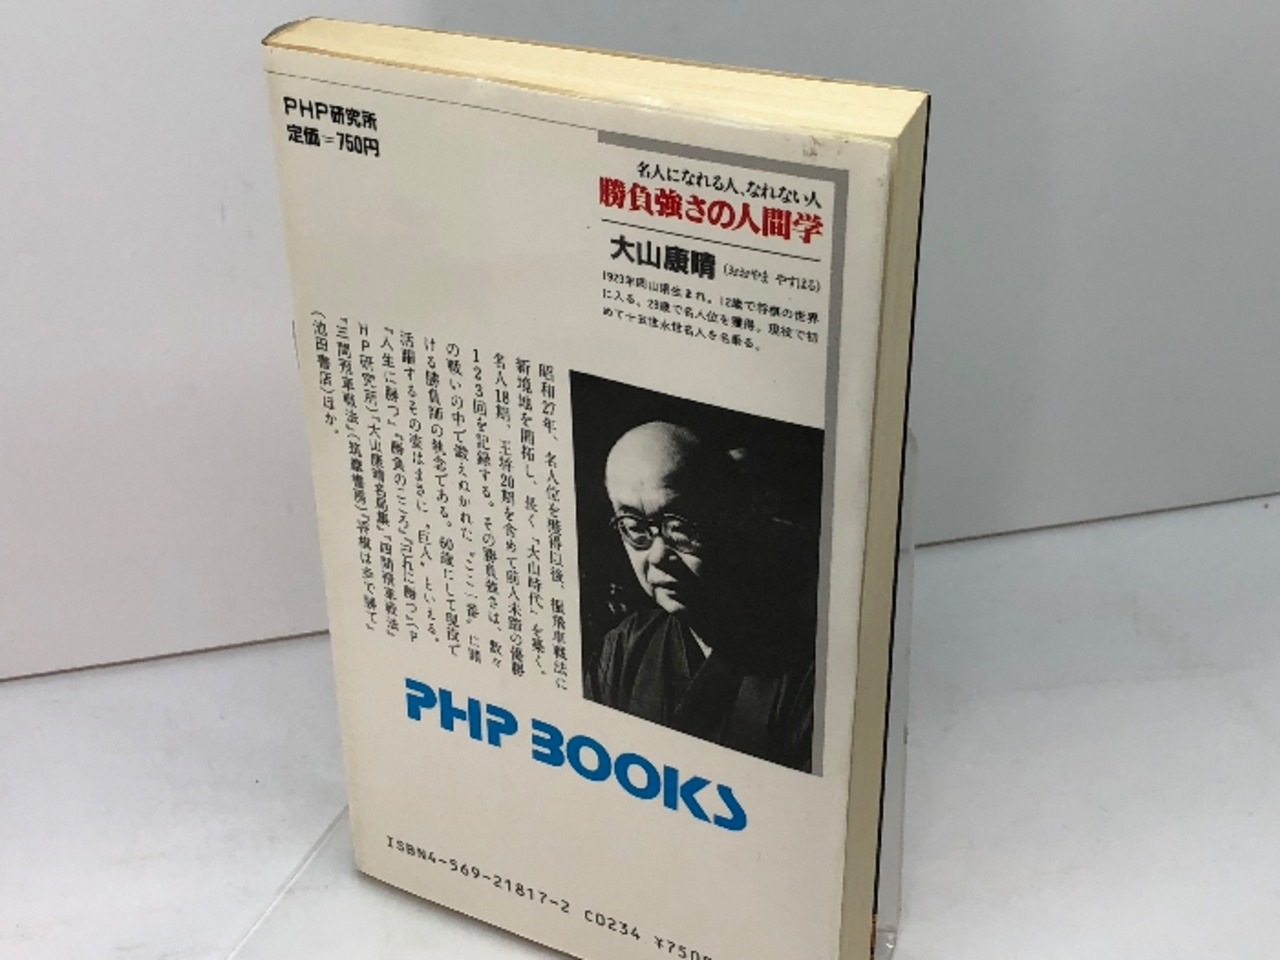 PHP研究所
定価=750円
名人になれる人、なれない人
勝負強さの人間学
大山康晴(おおやま やすはる)
1923年岡山県生まれ。12歳で将棋の世界
に入る。29歳で名人位を獲得。現役で初
めて十五世永世名人を名乗る。
昭和27年、名人位を獲得以後、振飛車戦法に
新境地を開拓し、長く“大山時代”を築く。
名人18期、王将20期を含めて前人未踏の優勝
123回を記録する。その勝負強さは、数々
の戦いの中で鍛えぬかれた“ここ一番”に賭
ける勝負師の執念である。60歳にして現役で
活躍するその姿はまさに“巨人”といえる。
『人生に勝つ』『勝負のこころ』『己れに勝つ』(P
HP研究所)『大山康晴名局集』『四間飛車戦法』
『三間飛車戦法』(筑摩書房)『将棋は歩で勝て』
(池田書店)ほか。
PHP BOOKS
ISBN4-569-21817-2 C0234 ¥750